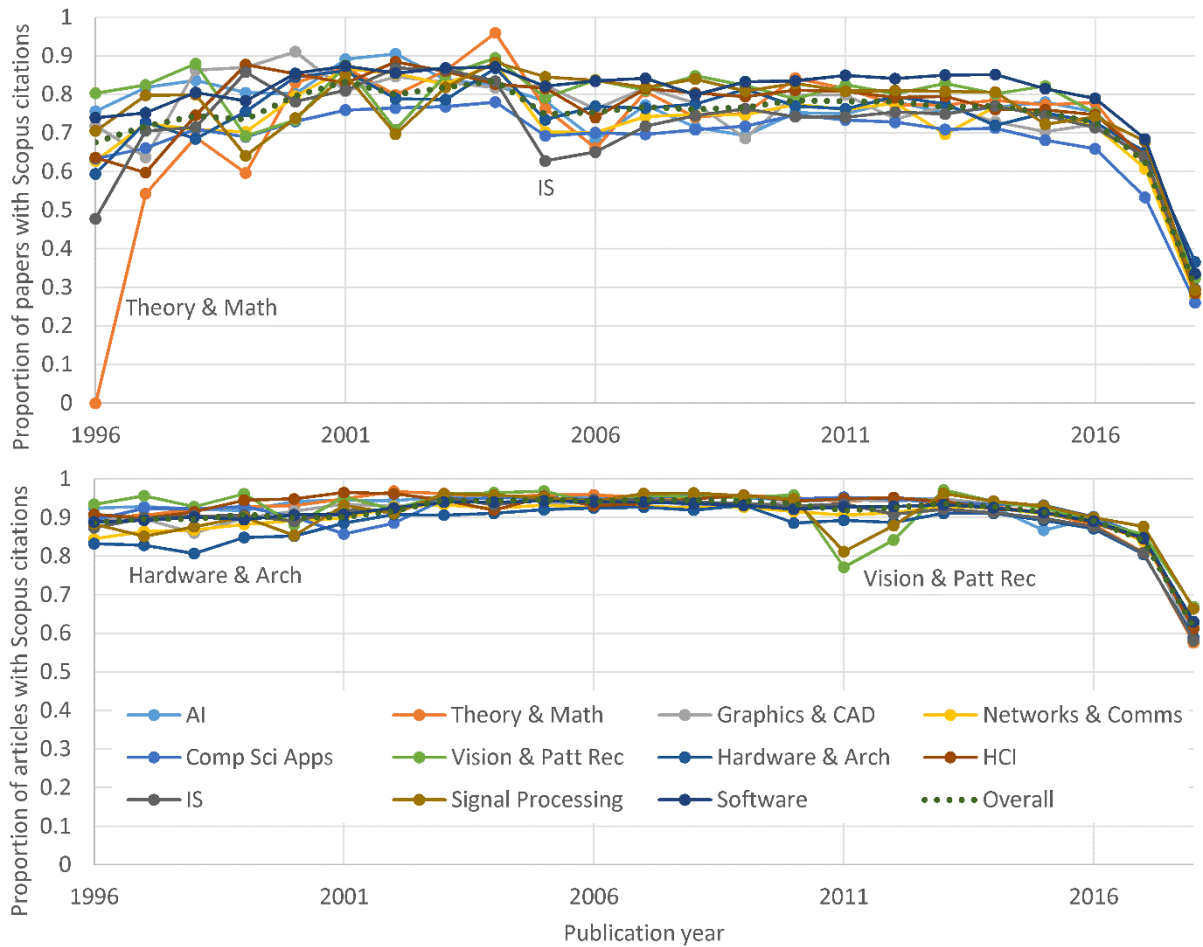 Proportion of papers with Scopus citations
1
0.9
0.8
0.7
0.6
0.5
0.4
0.3
0.2
0.1
0
IS
Theory & Math
1996 2001 2006 2011 2016
Proportion of articles with Scopus citations
1
0.9
0.8
0.7
0.6
0.5
0.4
0.3
0.2
0.1
0
Hardware & Arch
Vision & Patt Rec
AI Theory & Math Graphics & CAD Networks & Comms
Comp Sci Apps Vision & Patt Rec Hardware & Arch HCI
IS Signal Processing Software Overall
1996 2001 2006 2011 2016
Publication year